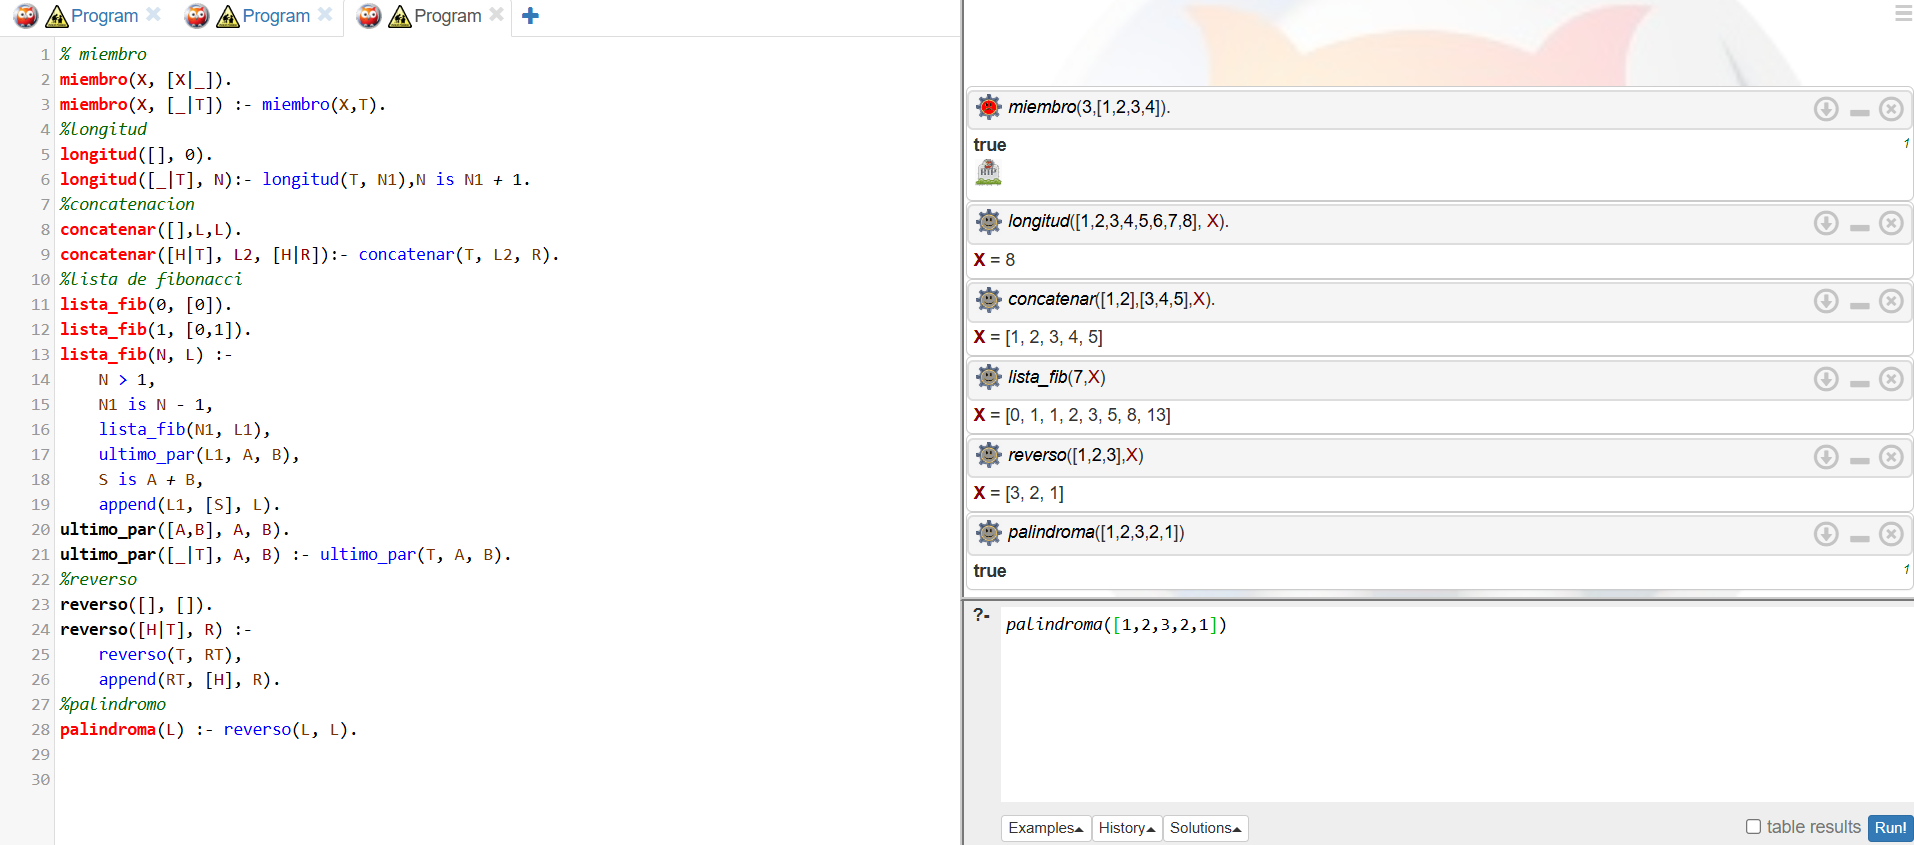 Program Program Program
1 % miembro
2 miembro(X, [X|_]).
3 miembro(X, [_|T]) :- miembro(X,T).
4 %longitud
5 longitud([], 0).
6 longitud([_|T], N):- longitud(T, N1),N is N1 + 1.
7 %concatenacion
8 concatenar([],L,L).
9 concatenar([H|T], L2, [H|R]):- concatenar(T, L2, R).
10 %lista de fibonacci
11 lista_fib(0, [0]).
12 lista_fib(1, [0,1]).
13 lista_fib(N, L) :-
14     N > 1,
15     N1 is N - 1,
16     lista_fib(N1, L1),
17     ultimo_par(L1, A, B),
18     S is A + B,
19     append(L1, [S], L).
20 ultimo_par([A,B], A, B).
21 ultimo_par([_|T], A, B) :- ultimo_par(T, A, B).
22 %reverso
23 reverso([], []).
24 reverso([H|T], R) :-
25     reverso(T, RT),
26     append(RT, [H], R).
27 %palindromo
28 palindroma(L) :- reverso(L, L).
29
30
miembro(3,[1,2,3,4]).
true 1
RIP
longitud([1,2,3,4,5,6,7,8], X).
X = 8
concatenar([1,2],[3,4,5],X).
X = [1, 2, 3, 4, 5]
lista_fib(7,X)
X = [0, 1, 1, 2, 3, 5, 8, 13]
reverso([1,2,3],X)
X = [3, 2, 1]
palindroma([1,2,3,2,1])
true 1
?- palindroma([1,2,3,2,1])
Examples History Solutions table results Run!